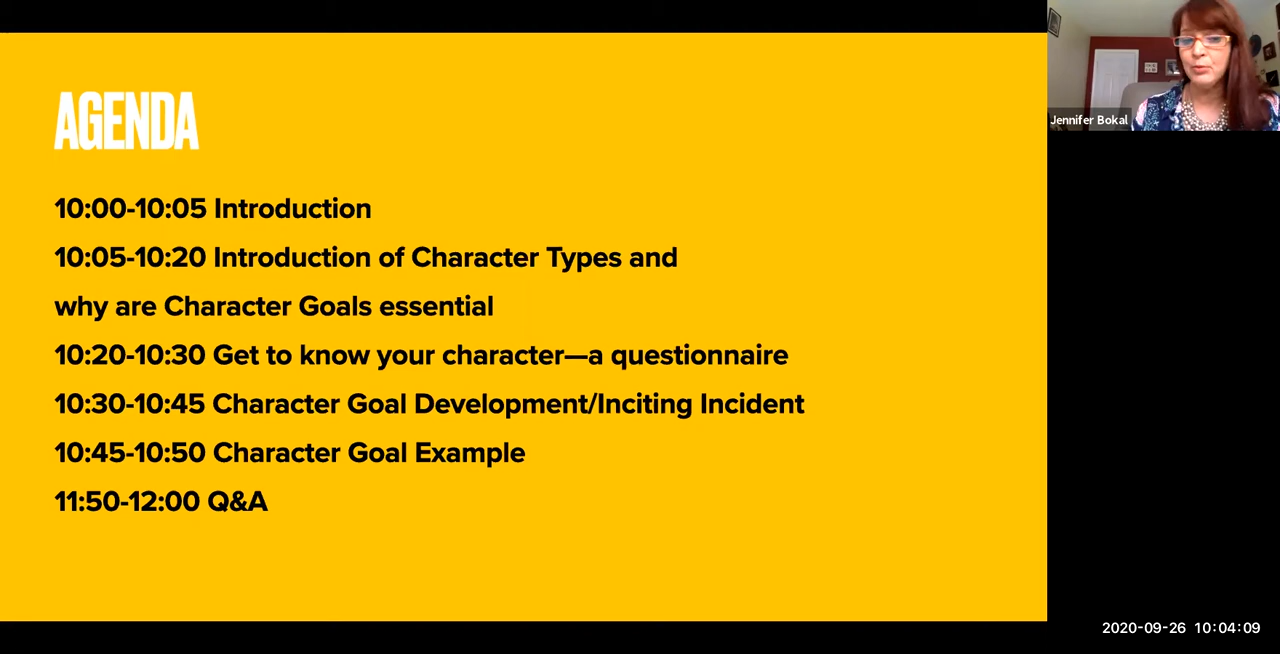 AGENDA
10:00-10:05 Introduction
10:05-10:20 Introduction of Character Types and
why are Character Goals essential
10:20-10:30 Get to know your character—a questionnaire
10:30-10:45 Character Goal Development/Inciting Incident
10:45-10:50 Character Goal Example
11:50-12:00 Q&A
Jennifer Bokal
2020-09-26 10:04:09